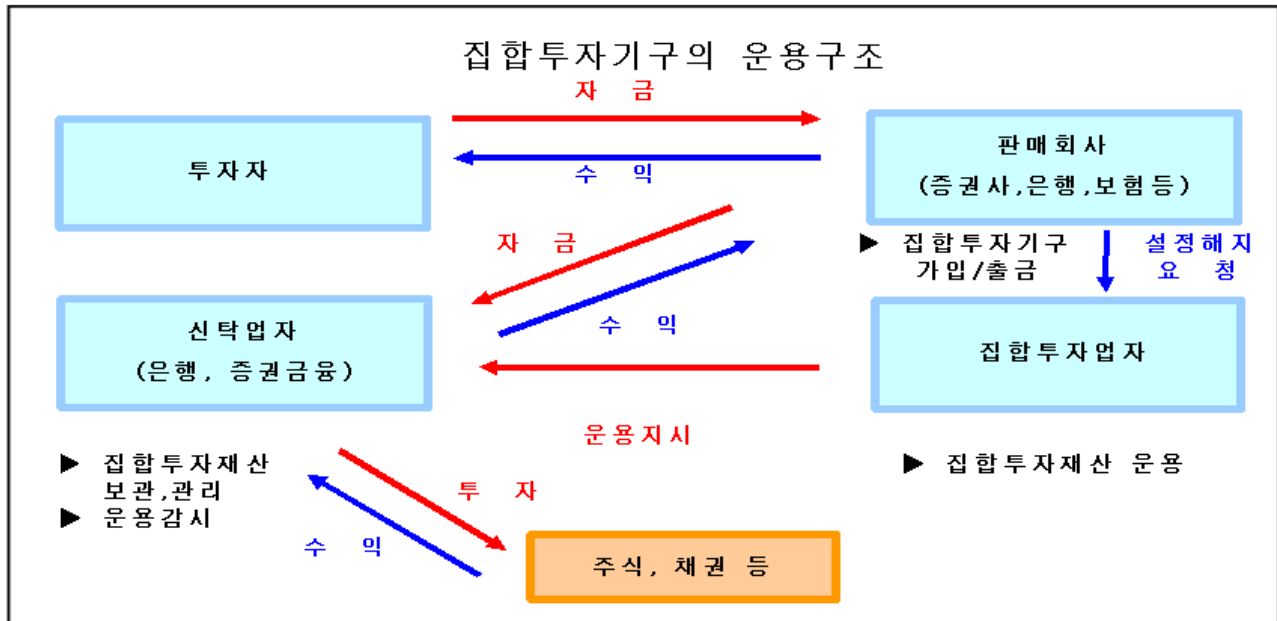 집합투자기구의 운용구조
자 금
투자자
판매회사
(증권사,은행,보험등)
수 익
자 금
▶ 집합투자기구
가입/출금
설정해지
요 청
수 익
신탁업자
(은행, 증권금융)
집합투자업자
운용지시
▶ 집합투자재산
보관,관리
▶ 운용감시
▶ 집합투자재산 운용
투 자
수 익
주식, 채권 등